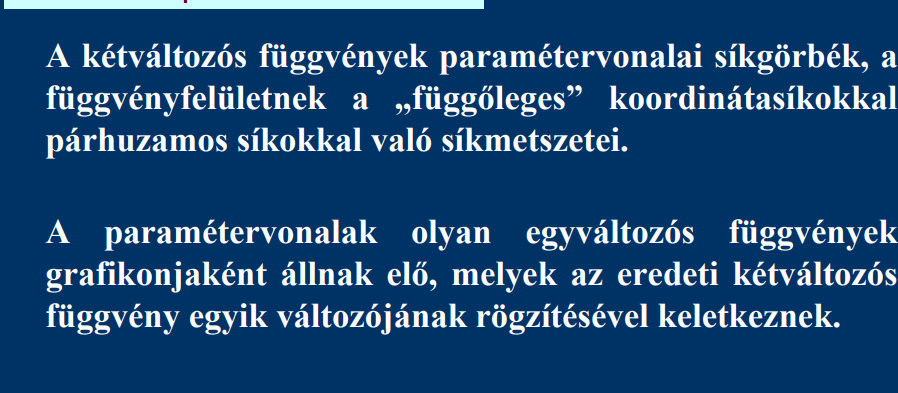 A kétváltozós függvények paramétervonalai síkgörbék, a
függvényfelületnek a „függőleges” koordinátasíkokkal
párhuzamos síkokkal való síkmetszetei.
A paramétervonalak olyan egyváltozós függvények
grafikonjaként állnak elő, melyek az eredeti kétváltozós
függvény egyik változójának rögzítésével keletkeznek.